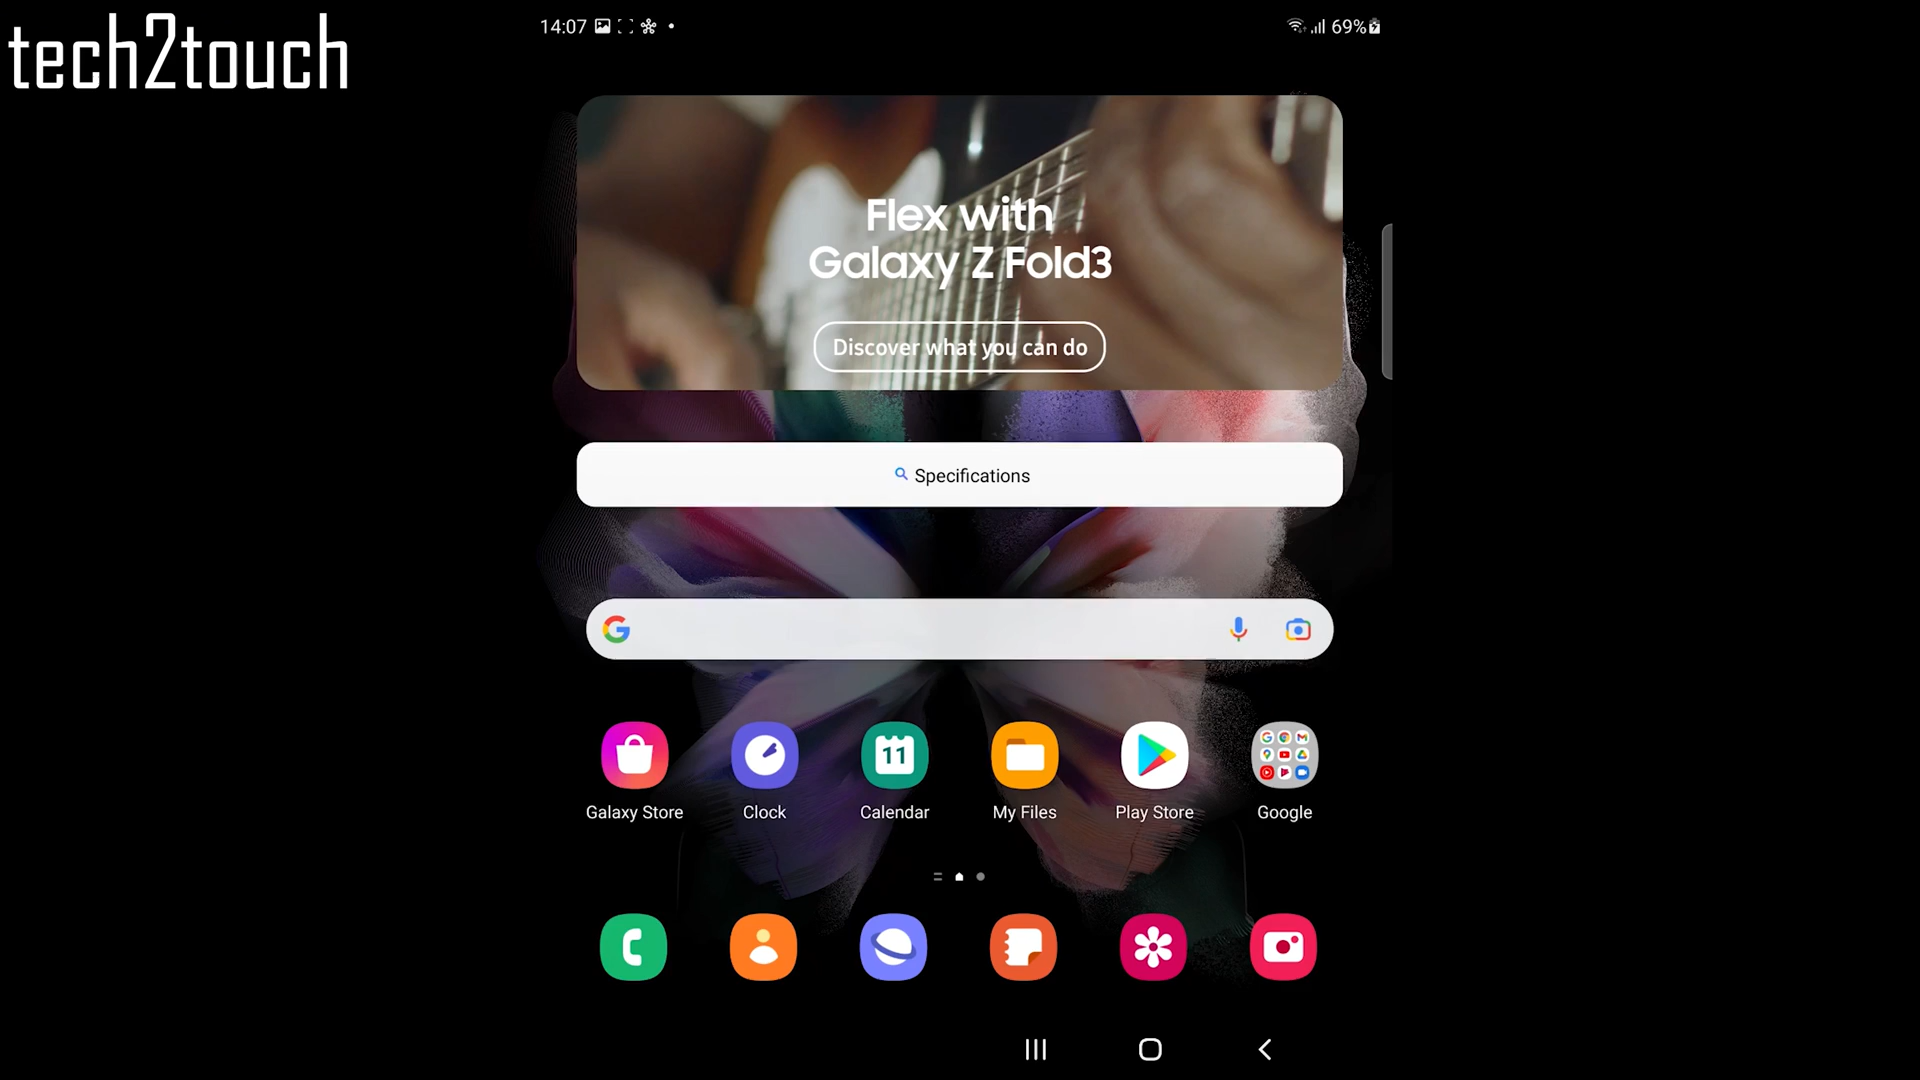 tech2touch
14:07
69%
Flex with
Galaxy Z Fold3
Discover what you can do
Specifications
11
Galaxy Store
Clock
Calendar
My Files
Play Store
Google